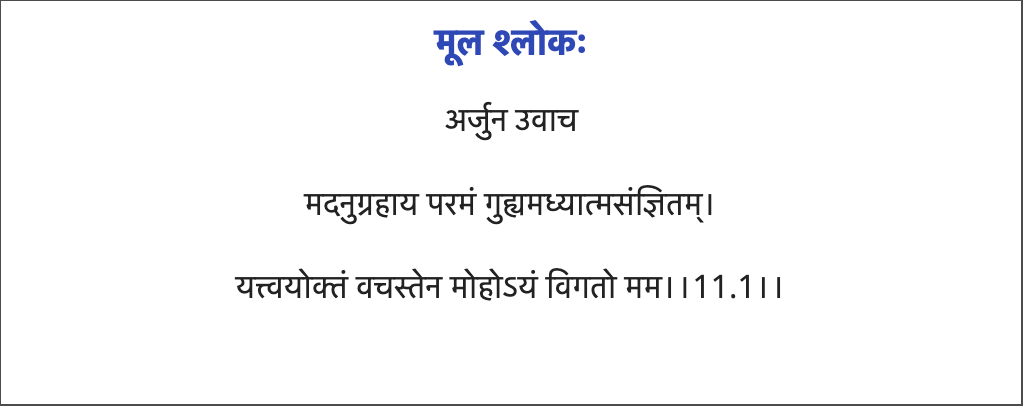 मूल श्लोकः
अर्जुन उवाच
मदनुग्रहाय परमं गुह्यमध्यात्मसंज्ञितम्।
यत्त्वयोक्तं वचस्तेन मोहोऽयं विगतो मम।।11.1।।